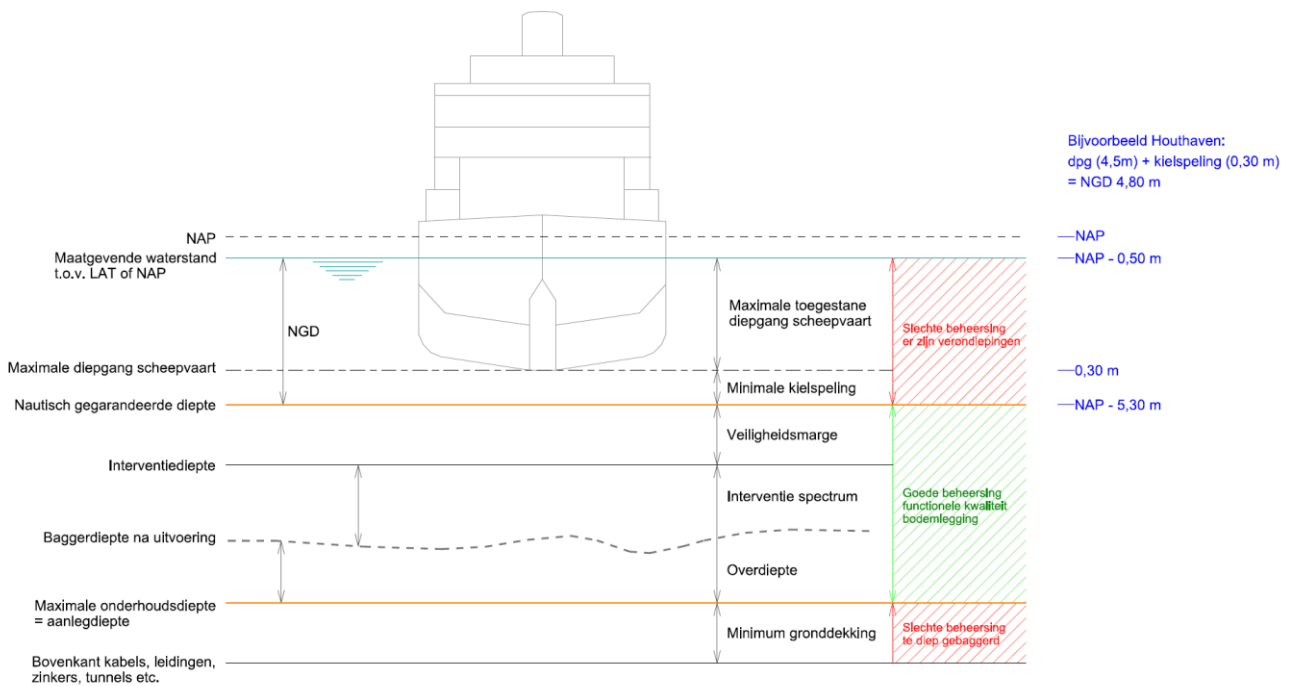 Bijvoorbeeld Houthaven:
dpg (4,5m) + kielspeling (0,30 m)
= NGD 4,80 m
NAP
NAP
Maatgevende waterstand
t.o.v. LAT of NAP
NAP - 0,50 m
NGD
Maximale toegestane
diepgang scheepvaart
Slechte beheersing
er zijn verondiepingen
Maximale diepgang scheepvaart
0,30 m
Minimale kielspeling
Nautisch gegarandeerde diepte
NAP - 5,30 m
Veiligheidsmarge
Interventiediepte
Interventie spectrum
Goede beheersing
functionele kwaliteit
bodemlegging
Baggerdiepte na uitvoering
Overdiepte
Maximale onderhoudsdiepte
= aanlegdiepte
Minimum gronddekking
Slechte beheersing
te diep gebaggerd
Bovenkant kabels, leidingen,
zinkers, tunnels etc.